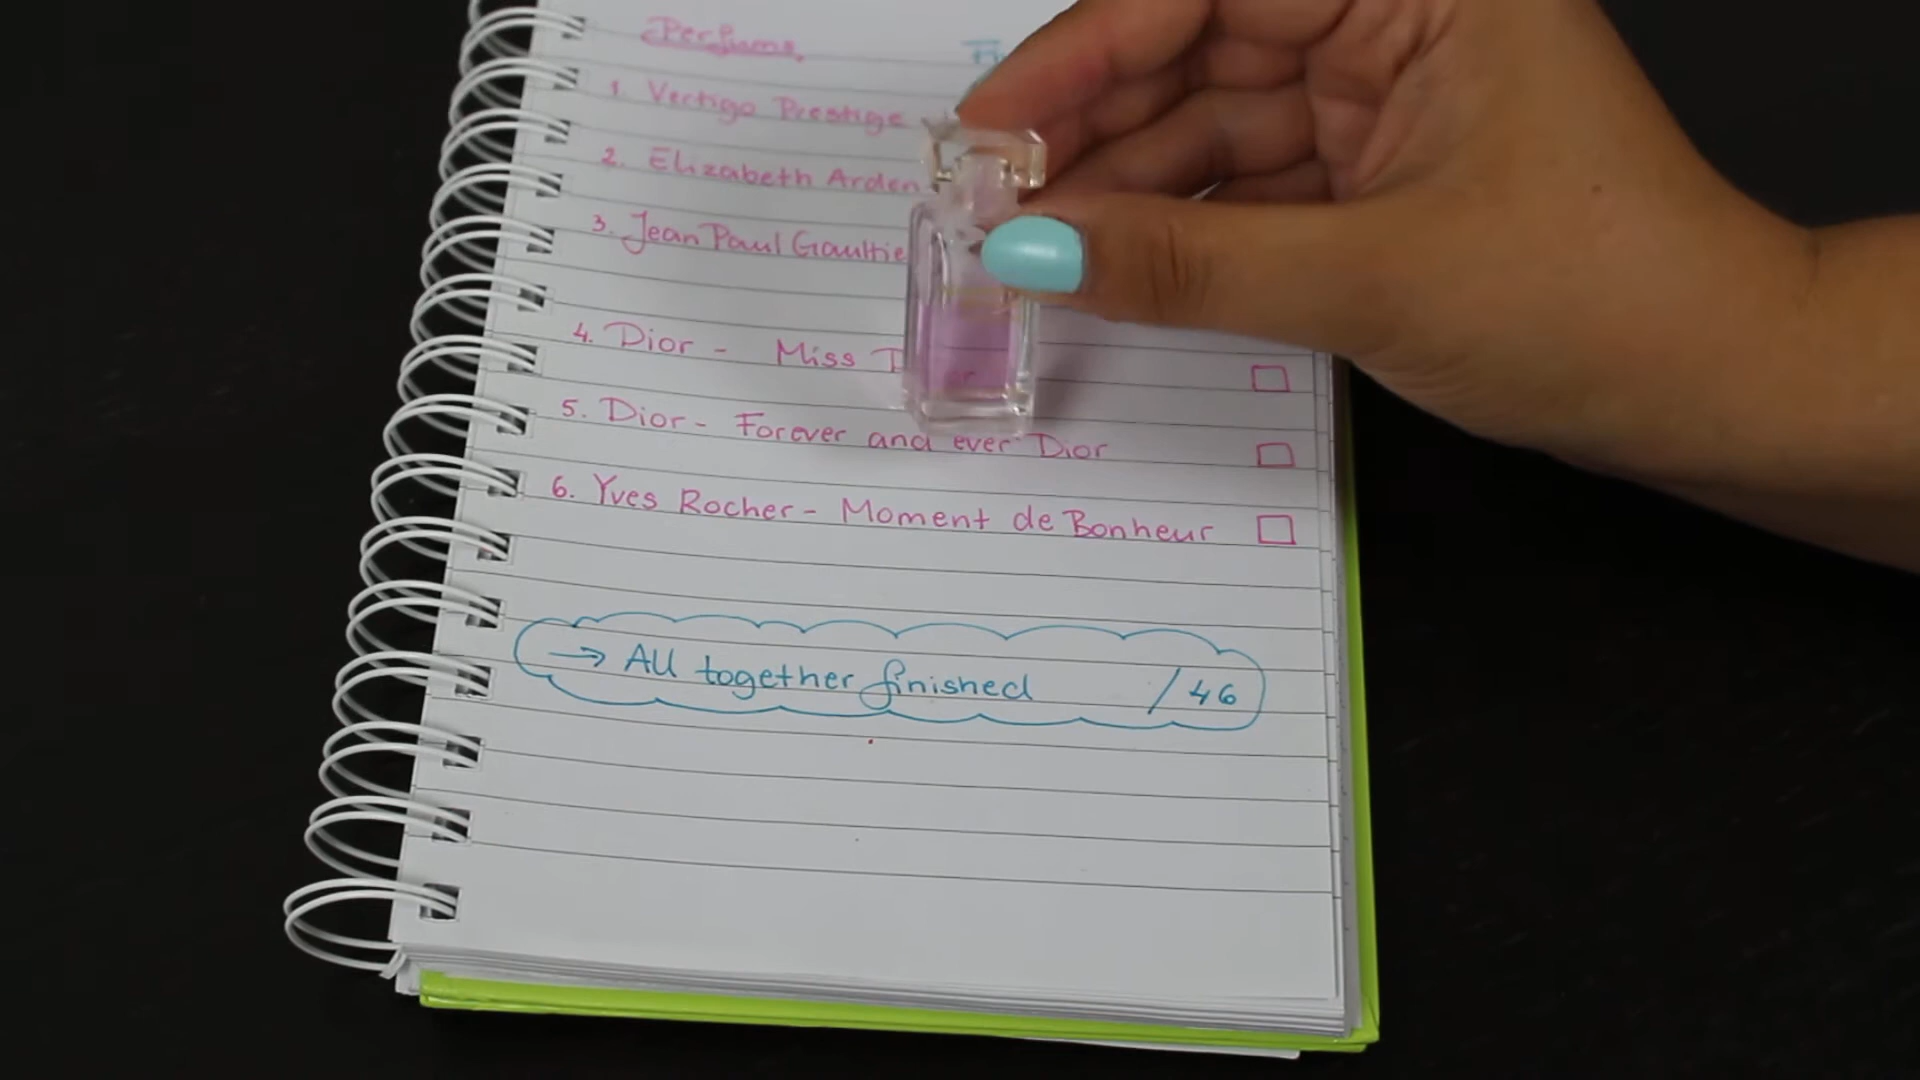 Perfiums
1. Vertigo Prestige
2. Elizabeth Arden
3. Jean Paul Gaultie
4. Dior - Miss
5. Dior - Forever and ever Dior
6. Yves Rocher - Moment de Bonheur
→ All together finished /46